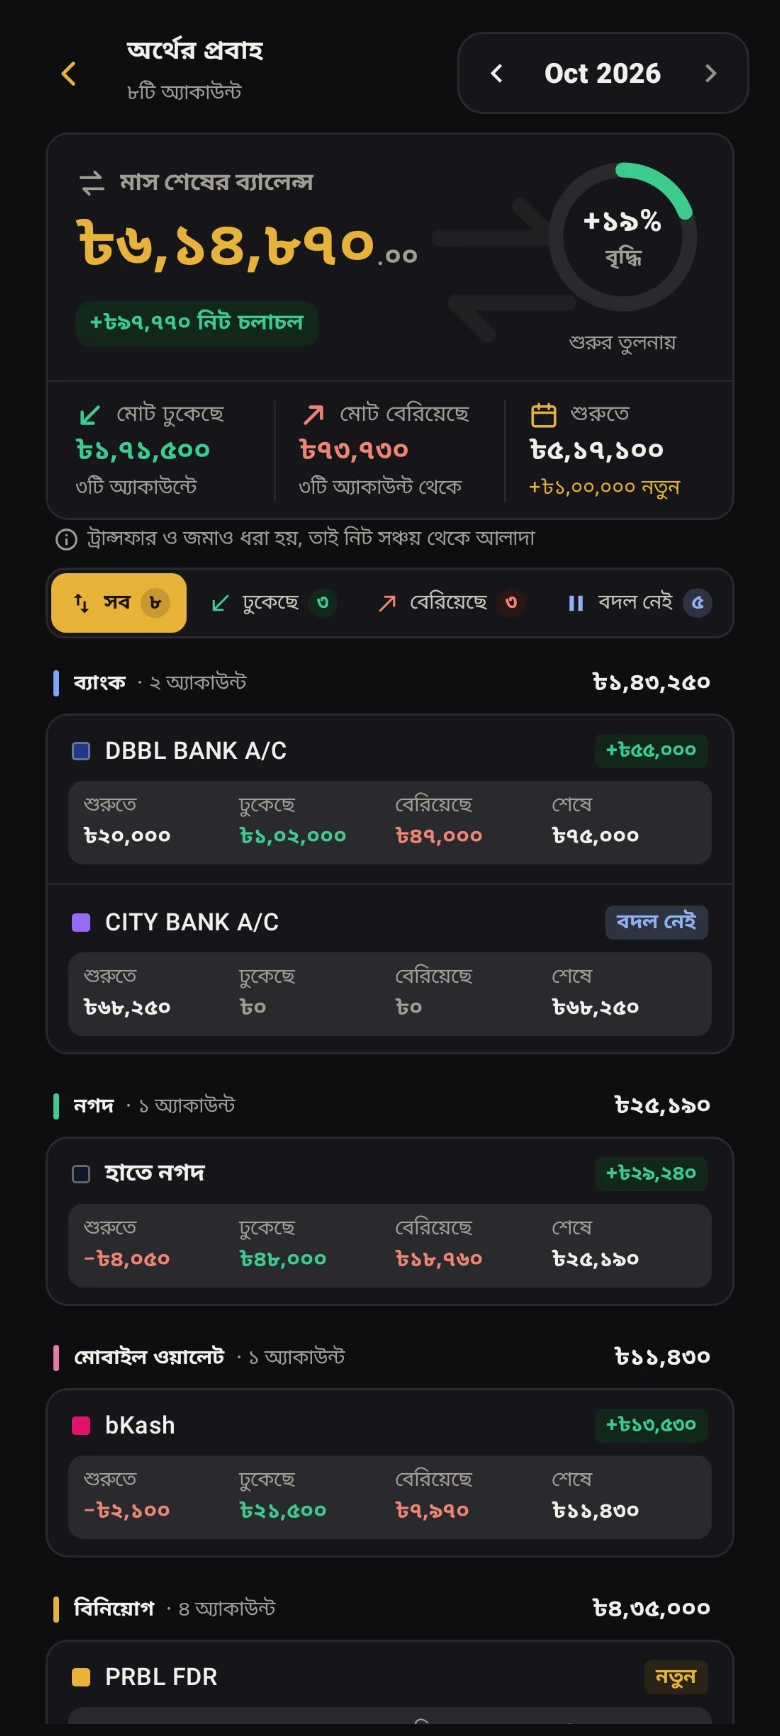 অর্থের প্রবাহ
৮টি অ্যাকাউন্ট
Oct 2026
মাস শেষের ব্যালেন্স
৳৬,১৪,৮৭০.০০
+৳৯৭,৭৭০ নিট চলাচল
+১৯%
বৃদ্ধি
শুরুর তুলনায়
মোট ঢুকেছে
৳১,৭১,৫০০
৩টি অ্যাকাউন্টে
মোট বেরিয়েছে
৳৭৩,৭৩০
৩টি অ্যাকাউন্ট থেকে
শুরুতে
৳৫,১৭,১০০
+৳১,০০,০০০ নতুন
ট্রান্সফার ও জমাও ধরা হয়, তাই নিট সঞ্চয় থেকে আলাদা
সব ৮ ঢুকেছে ৩ বেরিয়েছে ৩ বদল নেই ৫
ব্যাংক · ২ অ্যাকাউন্ট ৳১,৪৩,২৫০
DBBL BANK A/C +৳৫৫,০০০
শুরুতে ঢুকেছে বেরিয়েছে শেষে
৳২০,০০০ ৳১,০২,০০০ ৳৪৭,০০০ ৳৭৫,০০০
CITY BANK A/C বদল নেই
শুরুতে ঢুকেছে বেরিয়েছে শেষে
৳৬৮,২৫০ ৳০ ৳০ ৳৬৮,২৫০
নগদ · ১ অ্যাকাউন্ট ৳২৫,১৯০
হাতে নগদ +৳২৯,২৪০
শুরুতে ঢুকেছে বেরিয়েছে শেষে
−৳৪,০৫০ ৳৪৮,০০০ ৳১৮,৭৬০ ৳২৫,১৯০
মোবাইল ওয়ালেট · ১ অ্যাকাউন্ট ৳১১,৪৩০
bKash +৳১৩,৫৩০
শুরুতে ঢুকেছে বেরিয়েছে শেষে
−৳২,১০০ ৳২১,৫০০ ৳৭,৯৭০ ৳১১,৪৩০
বিনিয়োগ · ৪ অ্যাকাউন্ট ৳৪,৩৫,০০০
PRBL FDR নতুন